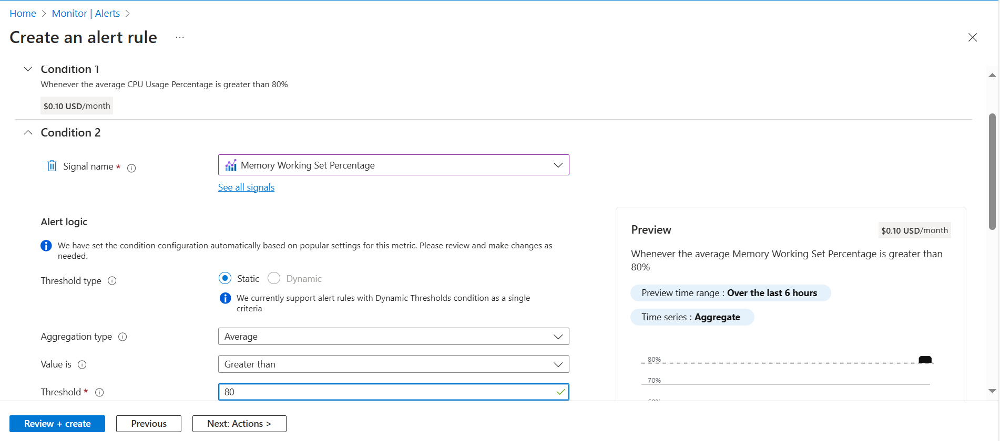 Home > Monitor | Alerts >
Create an alert rule ...
Condition 1
Whenever the average CPU Usage Percentage is greater than 80%
$0.10 USD/month
Condition 2
Signal name *
Memory Working Set Percentage
See all signals
Alert logic
We have set the condition configuration automatically based on popular settings for this metric. Please review and make changes as
needed.
Threshold type
Static
Dynamic
We currently support alert rules with Dynamic Thresholds condition as a single
criteria
Aggregation type
Average
Value is
Greater than
Threshold *
80
Preview
$0.10 USD/month
Whenever the average Memory Working Set Percentage is greater than
80%
Preview time range : Over the last 6 hours
Time series : Aggregate
80%
70%
Review + create
Previous
Next: Actions >